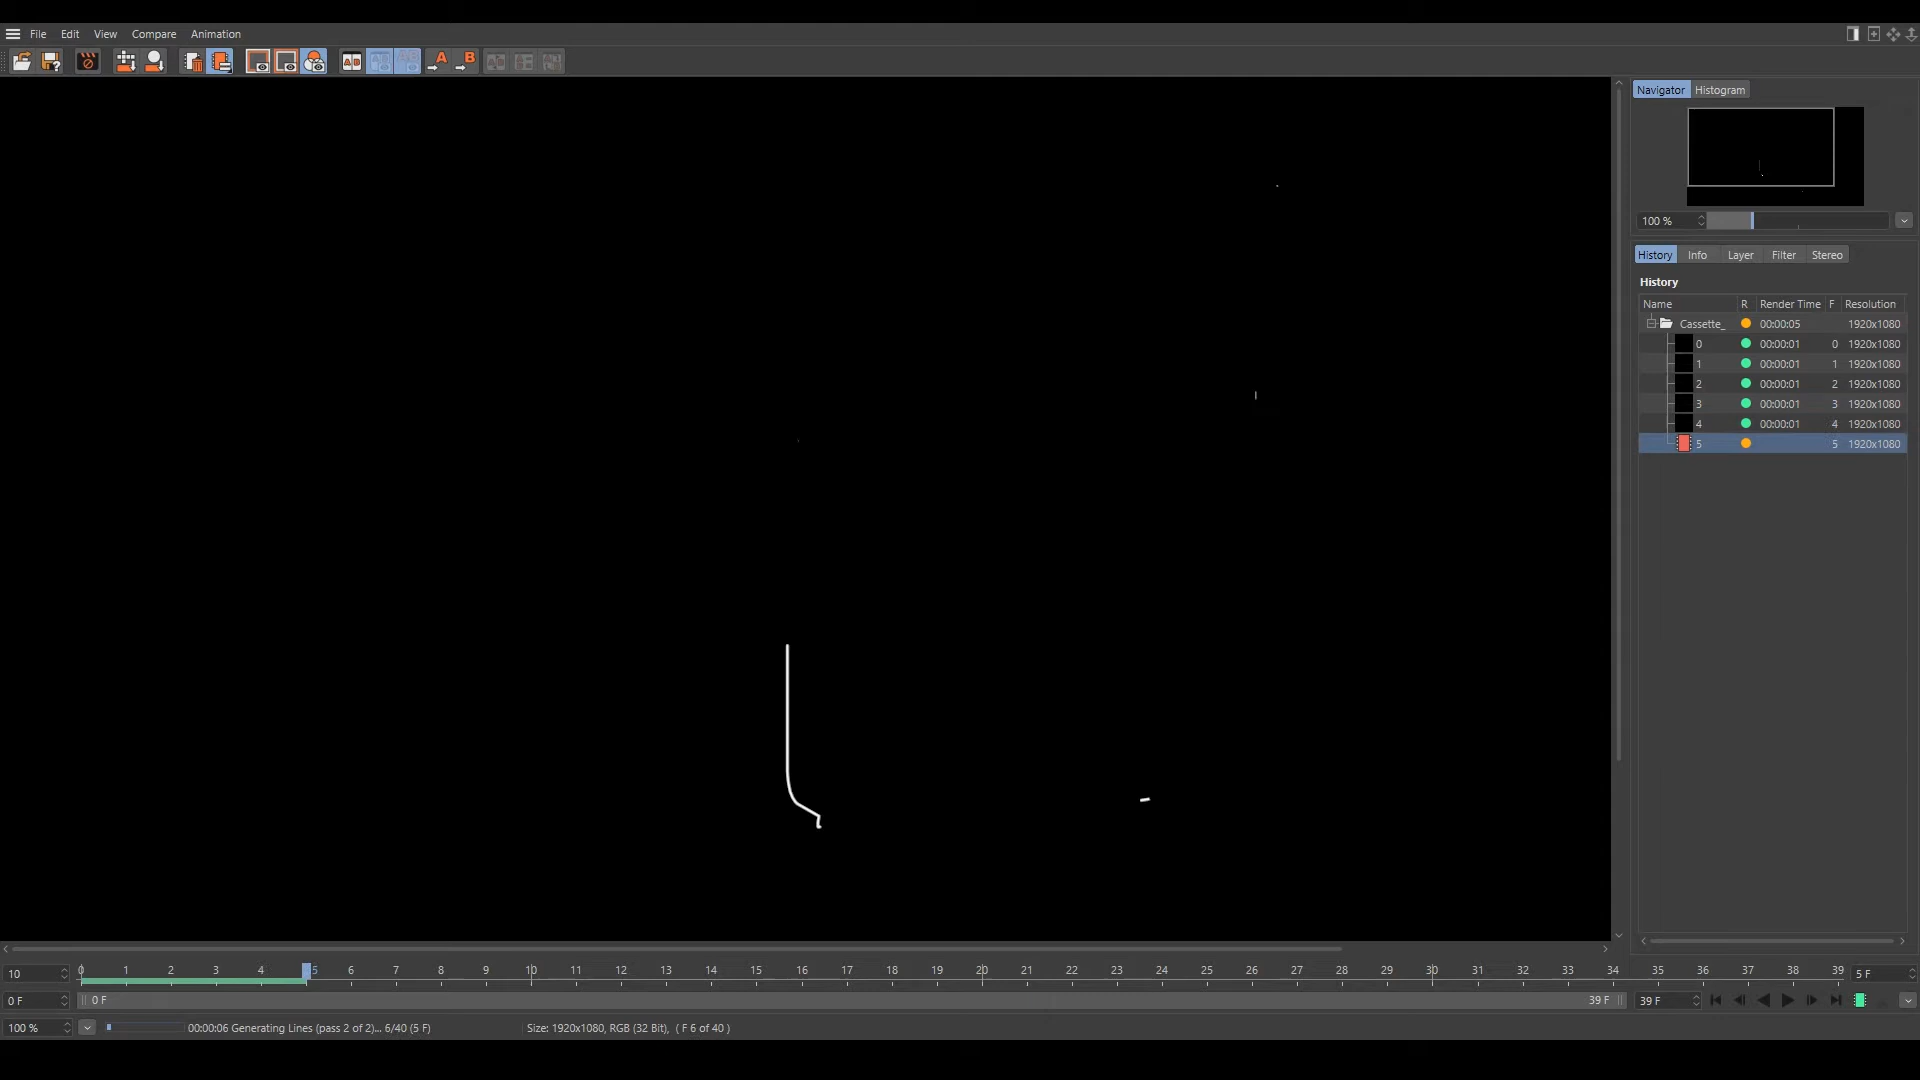 File Edit View Compare Animation
AB A B
Navigator Histogram
100 %
History Info Layer Filter Stereo
History
Name R Render Time F Resolution
Cassette_ 00:00:05 1920x1080
0 00:00:01 0 1920x1080
1 00:00:01 1 1920x1080
2 00:00:01 2 1920x1080
3 00:00:01 3 1920x1080
4 00:00:01 4 1920x1080
5 5 1920x1080
10 0 1 2 3 4 5 6 7 8 9 10 11 12 13 14 15 16 17 18 19 20 21 22 23 24 25 26 27 28 29 30 31 32 33 34 35 36 37 38 39 5 F
0 F 0 F 39 F 39 F
100 % 00:00:06 Generating Lines (pass 2 of 2)... 6/40 (5 F) Size: 1920x1080, RGB (32 Bit), ( F 6 of 40 )